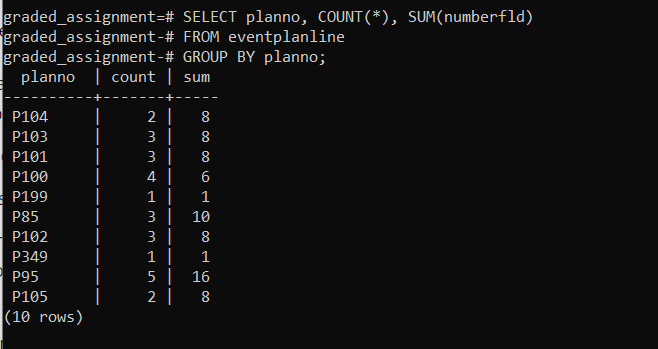 graded_assignment=# SELECT planno, COUNT(*), SUM(numberfld)
graded_assignment-# FROM eventplanline
graded_assignment-# GROUP BY planno;
  planno  | count | sum
----------+-------+-----
 P104     |     2 |   8
 P103     |     3 |   8
 P101     |     3 |   8
 P100     |     4 |   6
 P199     |     1 |   1
 P85      |     3 |  10
 P102     |     3 |   8
 P349     |     1 |   1
 P95      |     5 |  16
 P105     |     2 |   8
(10 rows)